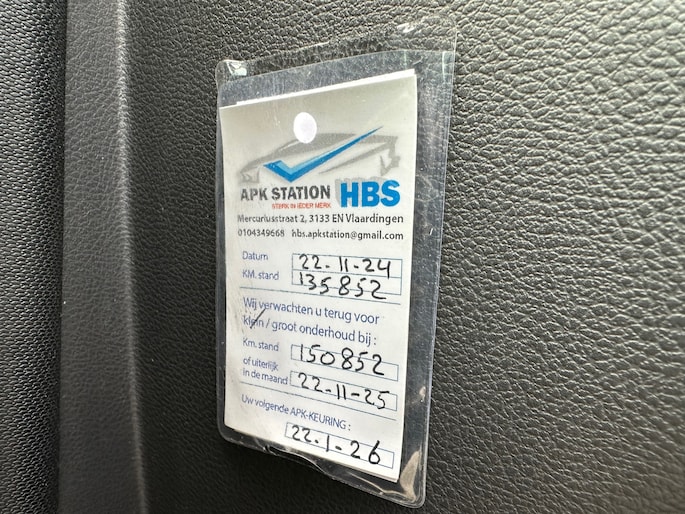 APK STATION HBS
STERK IN IEDER MERK
Mercuriusstraat 2, 3133 EN Vlaardingen
0104349668 hbs.apkstation@gmail.com
Datum 22-11-24
KM. stand 135852
Wij verwachten u terug voor
klein / groot onderhoud bij :
Km. stand 150852
of uiterlijk
in de maand 22-11-25
Uw volgende APK-KEURING :
22-1-26